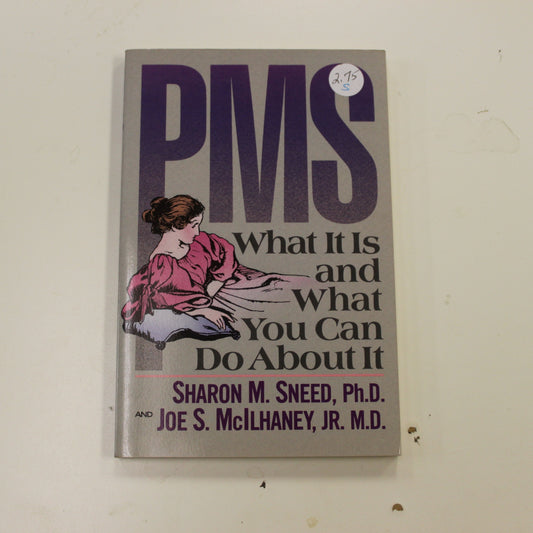 PMS
2.75
S
What It Is
and
What
You Can
Do About It
SHARON M. SNEED, Ph.D.
AND JOE S. McILHANEY, JR. M.D.